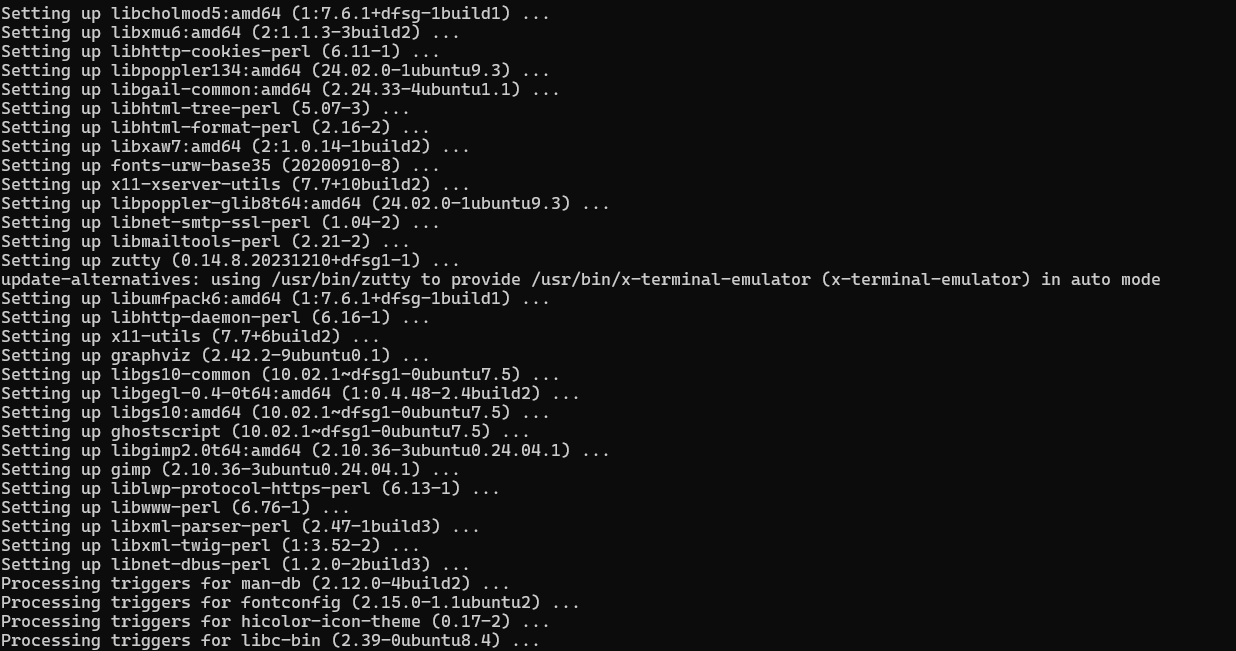 Setting up libcholmod5:amd64 (1:7.6.1+dfsg-1build1) ...
Setting up libxmu6:amd64 (2:1.1.3-3build2) ...
Setting up libhttp-cookies-perl (6.11-1) ...
Setting up libpoppler134:amd64 (24.02.0-1ubuntu9.3) ...
Setting up libgail-common:amd64 (2.24.33-4ubuntu1.1) ...
Setting up libhtml-tree-perl (5.07-3) ...
Setting up libhtml-format-perl (2.16-2) ...
Setting up libxaw7:amd64 (2:1.0.14-1build2) ...
Setting up fonts-urw-base35 (20200910-8) ...
Setting up x11-xserver-utils (7.7+10build2) ...
Setting up libpoppler-glib8t64:amd64 (24.02.0-1ubuntu9.3) ...
Setting up libnet-smtp-ssl-perl (1.04-2) ...
Setting up libmailtools-perl (2.21-2) ...
Setting up zutty (0.14.8.20231210+dfsg1-1) ...
update-alternatives: using /usr/bin/zutty to provide /usr/bin/x-terminal-emulator (x-terminal-emulator) in auto mode
Setting up libumfpack6:amd64 (1:7.6.1+dfsg-1build1) ...
Setting up libhttp-daemon-perl (6.16-1) ...
Setting up x11-utils (7.7+6build2) ...
Setting up graphviz (2.42.2-9ubuntu0.1) ...
Setting up libgs10-common (10.02.1~dfsg1-0ubuntu7.5) ...
Setting up libgegl-0.4-0t64:amd64 (1:0.4.48-2.4build2) ...
Setting up libgs10:amd64 (10.02.1~dfsg1-0ubuntu7.5) ...
Setting up ghostscript (10.02.1~dfsg1-0ubuntu7.5) ...
Setting up libgimp2.0t64:amd64 (2.10.36-3ubuntu0.24.04.1) ...
Setting up gimp (2.10.36-3ubuntu0.24.04.1) ...
Setting up liblwp-protocol-https-perl (6.13-1) ...
Setting up libwww-perl (6.76-1) ...
Setting up libxml-parser-perl (2.47-1build3) ...
Setting up libxml-twig-perl (1:3.52-2) ...
Setting up libnet-dbus-perl (1.2.0-2build3) ...
Processing triggers for man-db (2.12.0-4build2) ...
Processing triggers for fontconfig (2.15.0-1.1ubuntu2) ...
Processing triggers for hicolor-icon-theme (0.17-2) ...
Processing triggers for libc-bin (2.39-0ubuntu8.4) ...